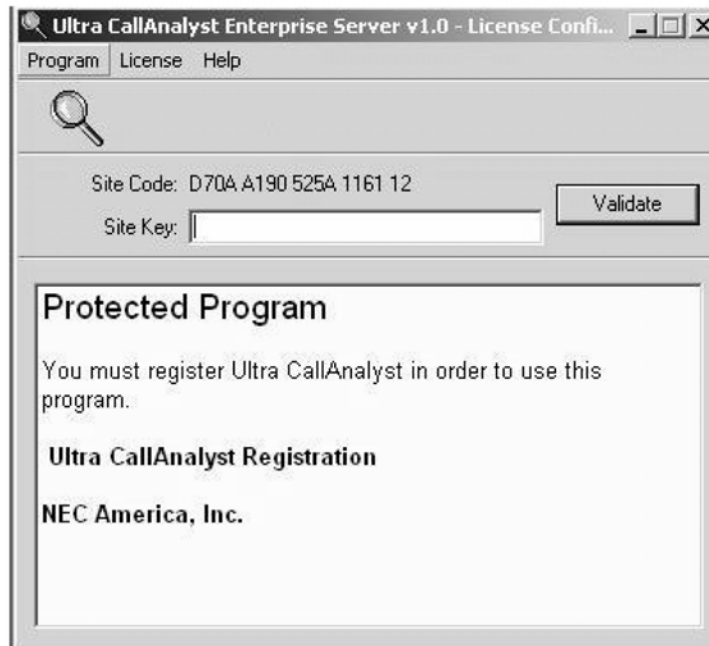 Ultra CallAnalyst Enterprise Server v1.0 - License Confi...
Program License Help
Site Code: D70A A190 525A 1161 12
Site Key:
Validate
Protected Program
You must register Ultra CallAnalyst in order to use this
program.
Ultra CallAnalyst Registration
NEC America, Inc.